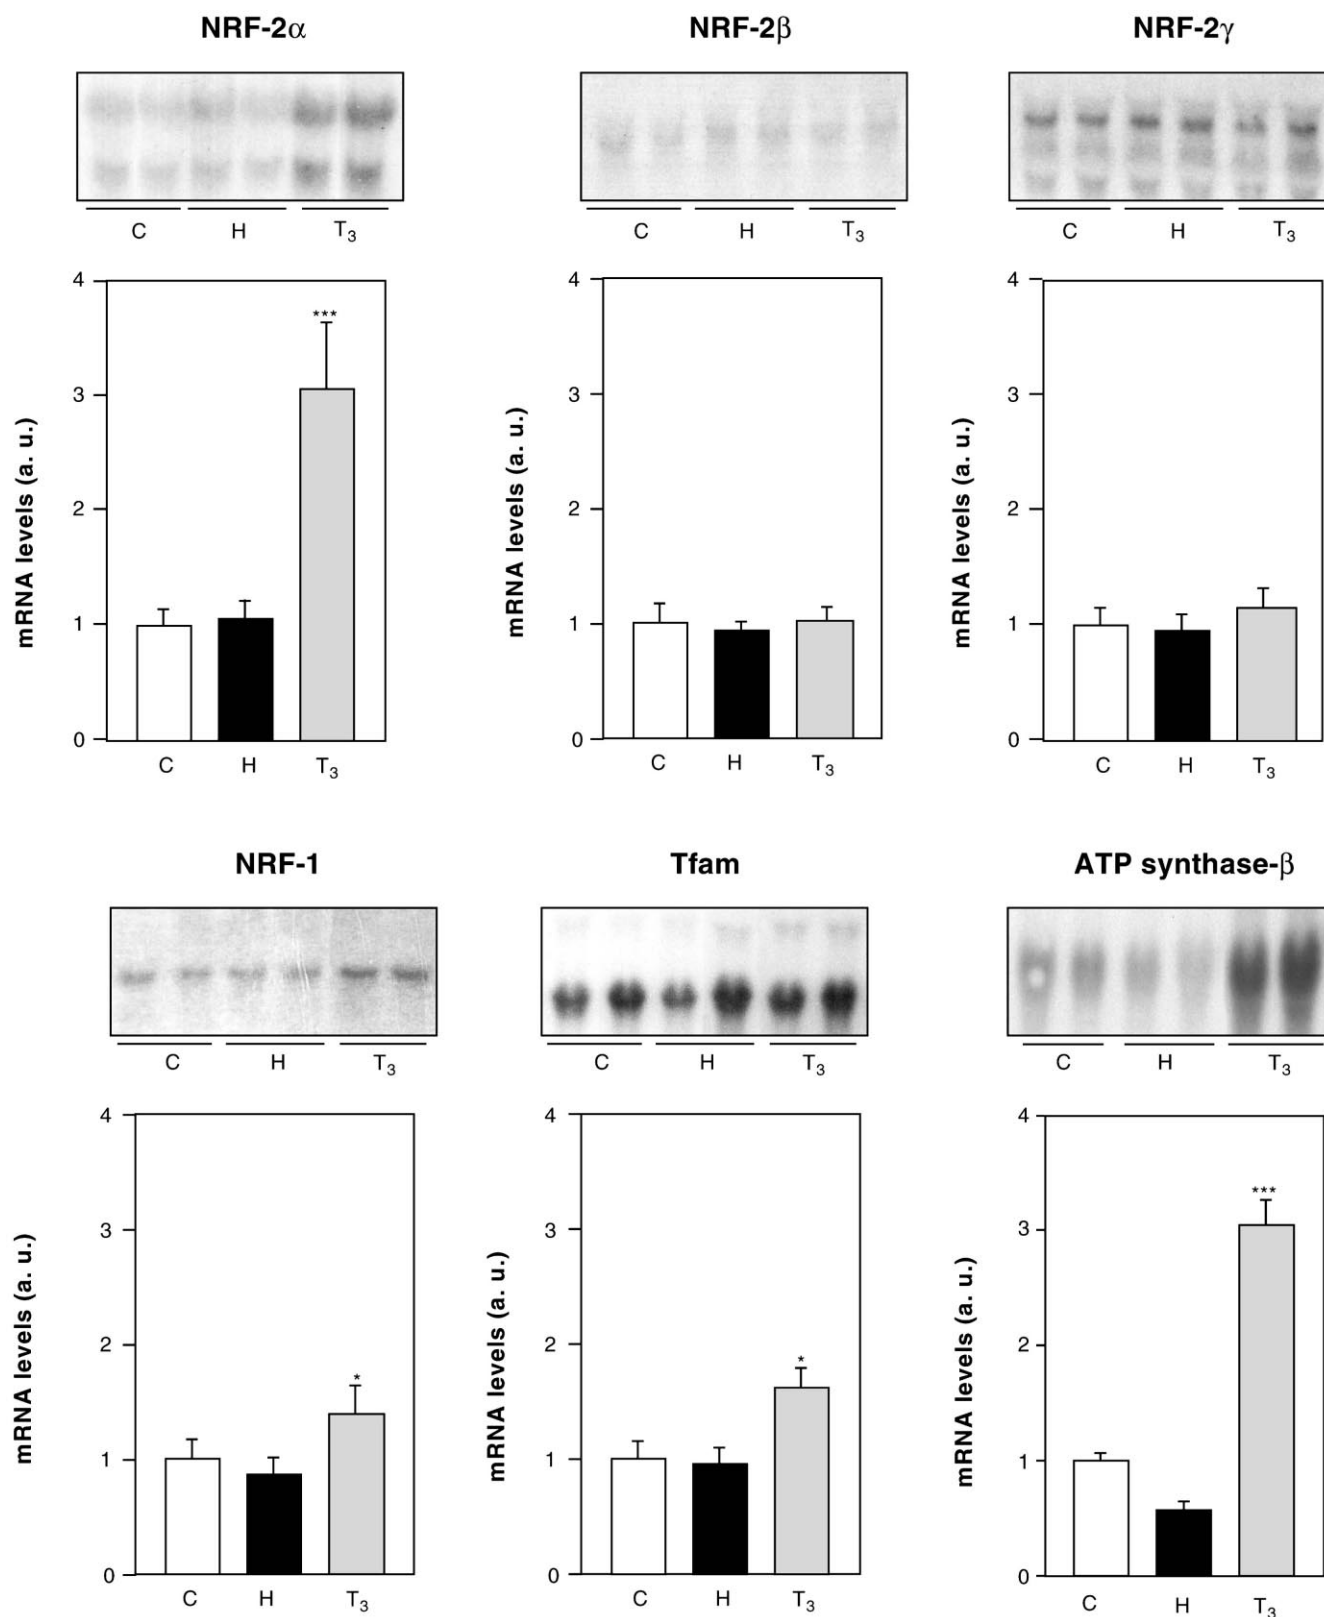 NRF-2α
NRF-2β
NRF-2γ
C H T₃
C H T₃
C H T₃
mRNA levels (a. u.)
4
3
2
1
0
***
C H T₃
mRNA levels (a. u.)
4
3
2
1
0
C H T₃
mRNA levels (a. u.)
4
3
2
1
0
C H T₃
NRF-1
Tfam
ATP synthase-β
C H T₃
C H T₃
C H T₃
mRNA levels (a. u.)
4
3
2
1
0
*
C H T₃
mRNA levels (a. u.)
4
3
2
1
0
*
C H T₃
mRNA levels (a. u.)
4
3
2
1
0
***
C H T₃